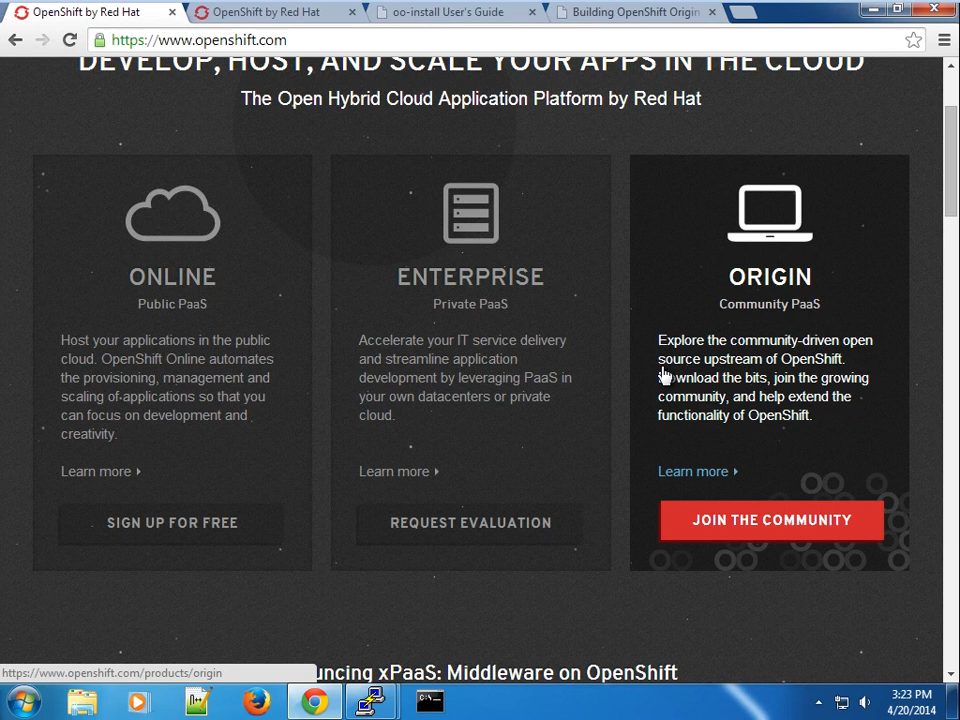 OpenShift by Red Hat
OpenShift by Red Hat
oo-install User's Guide
Building OpenShift Origin
https://www.openshift.com
DEVELOP, HOST, AND SCALE YOUR APPS IN THE CLOUD
The Open Hybrid Cloud Application Platform by Red Hat
ONLINE
Public PaaS
Host your applications in the public
cloud. OpenShift Online automates
the provisioning, management and
scaling of applications so that you
can focus on development and
creativity.
Learn more
SIGN UP FOR FREE
ENTERPRISE
Private PaaS
Accelerate your IT service delivery
and streamline application
development by leveraging PaaS in
your own datacenters or private
cloud.
Learn more
REQUEST EVALUATION
ORIGIN
Community PaaS
Explore the community-driven open
source upstream of OpenShift.
Download the bits, join the growing
community, and help extend the
functionality of OpenShift.
Learn more
JOIN THE COMMUNITY
uncing xPaaS: Middleware on OpenShift
https://www.openshift.com/products/origin
C:\
3:23 PM
4/20/2014